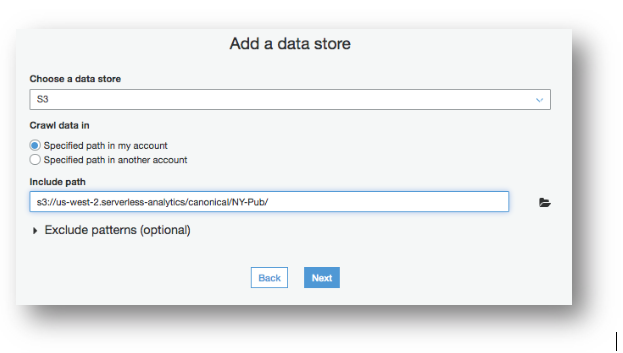 Add a data store
Choose a data store
S3
Crawl data in
Specified path in my account
Specified path in another account
Include path
s3://us-west-2.serverless-analytics/canonical/NY-Pub/
Exclude patterns (optional)
Back Next